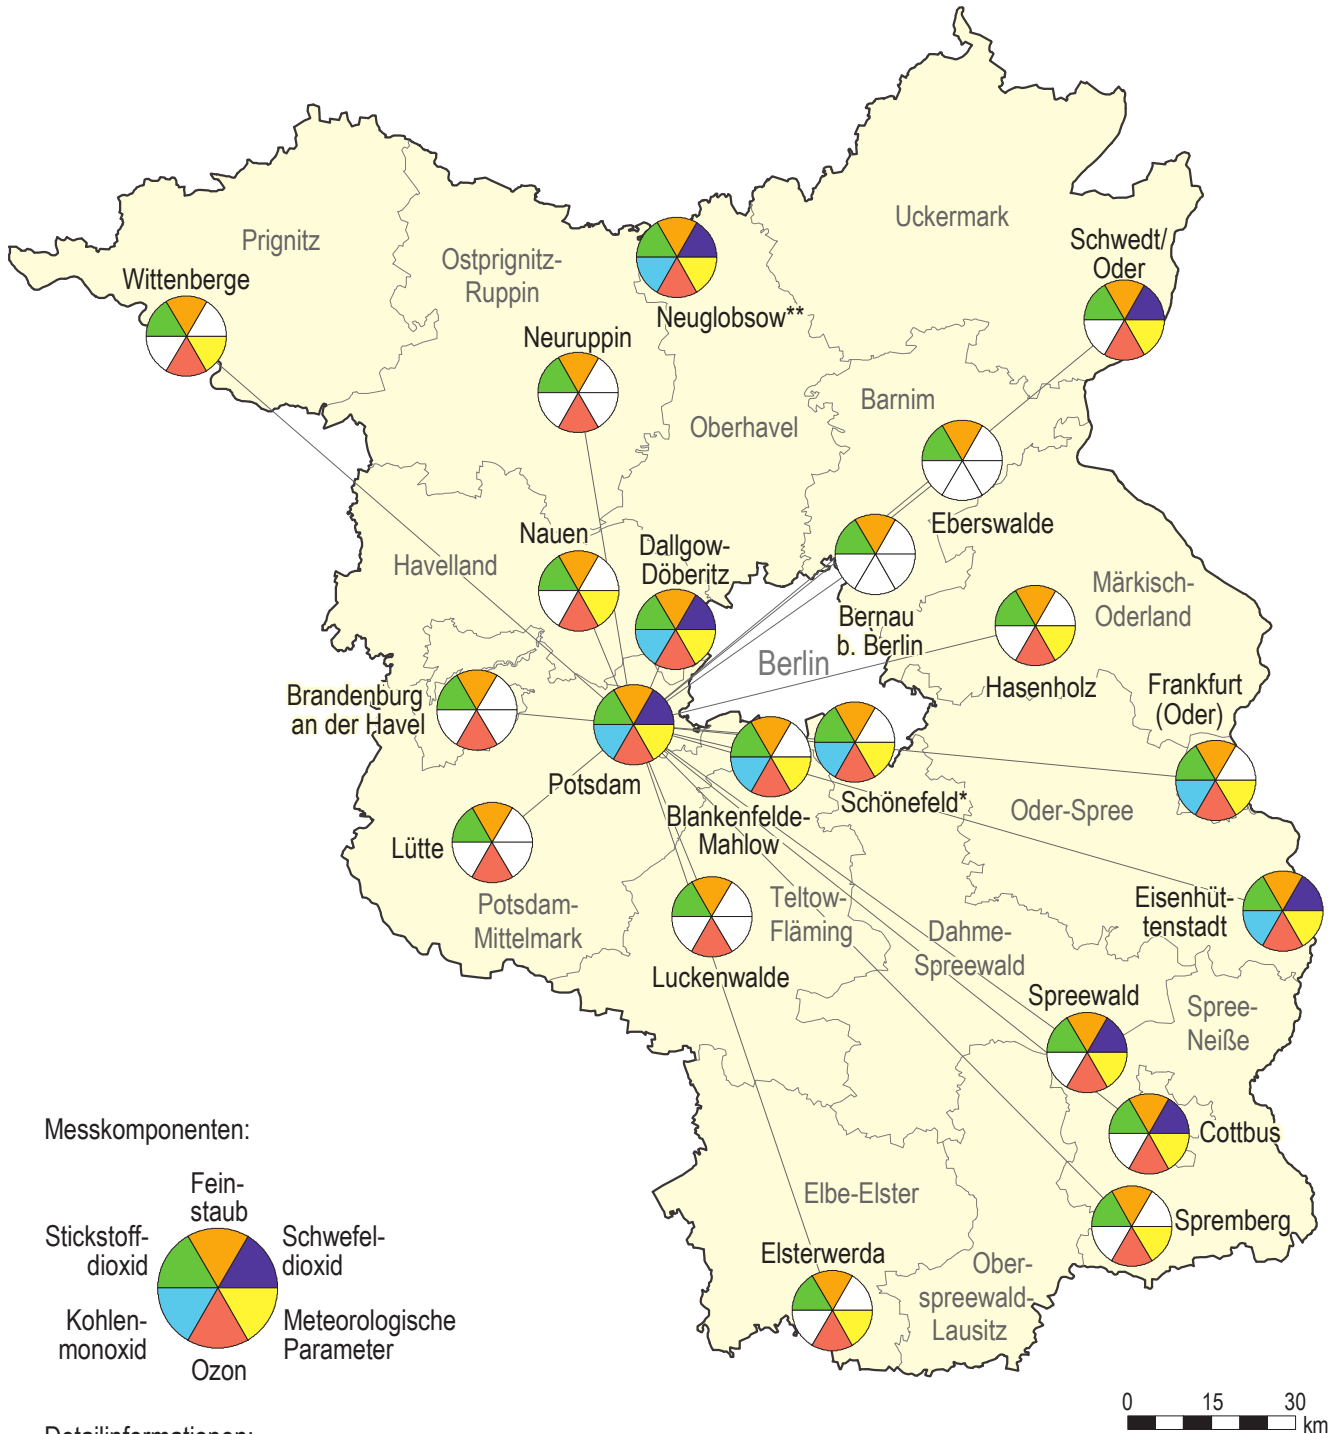 Uckermark
Prignitz
Schwedt/
Oder
Ostprignitz-
Ruppin
Wittenberge
Neuglobsow**
Neuruppin
Barnim
Oberhavel
Eberswalde
Nauen
Dallgow-
Döberitz
Havelland
Märkisch-
Oderland
Bernau
b. Berlin
Berlin
Hasenholz
Frankfurt
(Oder)
Brandenburg
an der Havel
Potsdam
Schönefeld*
Oder-Spree
Blankenfelde-
Mahlow
Lütte
Potsdam-
Mittelmark
Teltow-
Fläming
Eisenhüt-
tenstadt
Dahme-
Spreewald
Luckenwalde
Spreewald
Spree-
Neiße
Cottbus
Elbe-Elster
Spremberg
Elsterwerda
Ober-
spreewald-
Lausitz
Messkomponenten:
Fein-
staub
Stickstoff-
dioxid
Schwefel-
dioxid
Kohlen-
monoxid
Meteorologische
Parameter
Ozon
0 15 30
km
Detailinformationen: